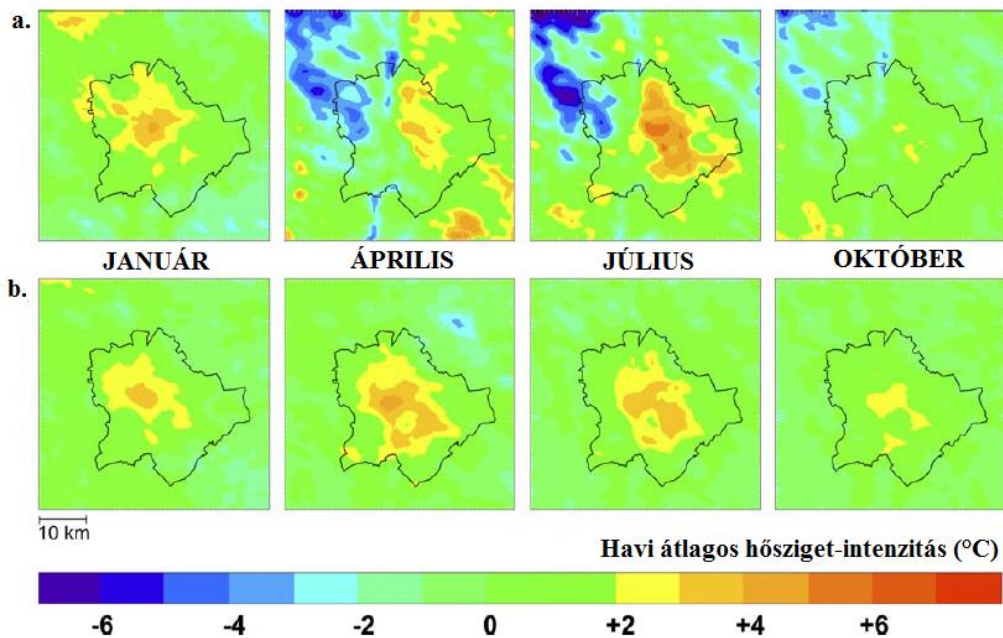 a.
JANUÁR ÁPRILIS JÚLIUS OKTÓBER
b.
10 km
Havi átlagos hősziget-intenzitás (°C)
-6 -4 -2 0 +2 +4 +6